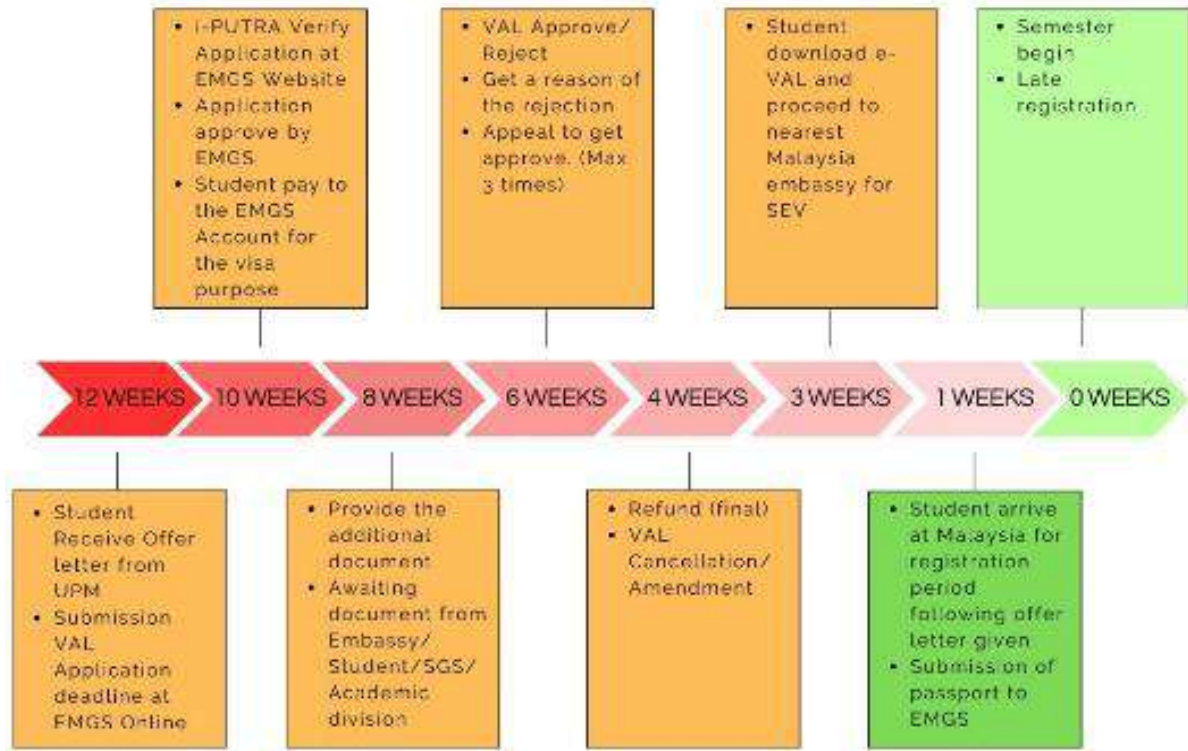 • i-PUTRA Verify
Application at
EMGS Website
• Application
approve by
EMGS
• Student pay to
the EMGS
Account for
the visa
purpose
• VAL Approve/
Reject
• Get a reason of
the rejection
• Appeal to get
approve. (Max
3 times)
• Student
download e-
VAL and
proceed to
nearest
Malaysia
embassy for
SEV
• Semester
begin
• Late
registration
12 WEEKS
10 WEEKS
8 WEEKS
6 WEEKS
4 WEEKS
3 WEEKS
1 WEEKS
0 WEEKS
• Student
Receive Offer
letter from
UPM
• Submission
VAL
Application
deadline at
EMGS Online
• Provide the
additional
document
• Awaiting
document from
Embassy/
Student/SGS/
Academic
division
• Refund (final)
• VAL
Cancellation/
Amendment
• Student arrive
at Malaysia for
registration
period
following offer
letter given
• Submission of
passport to
EMGS